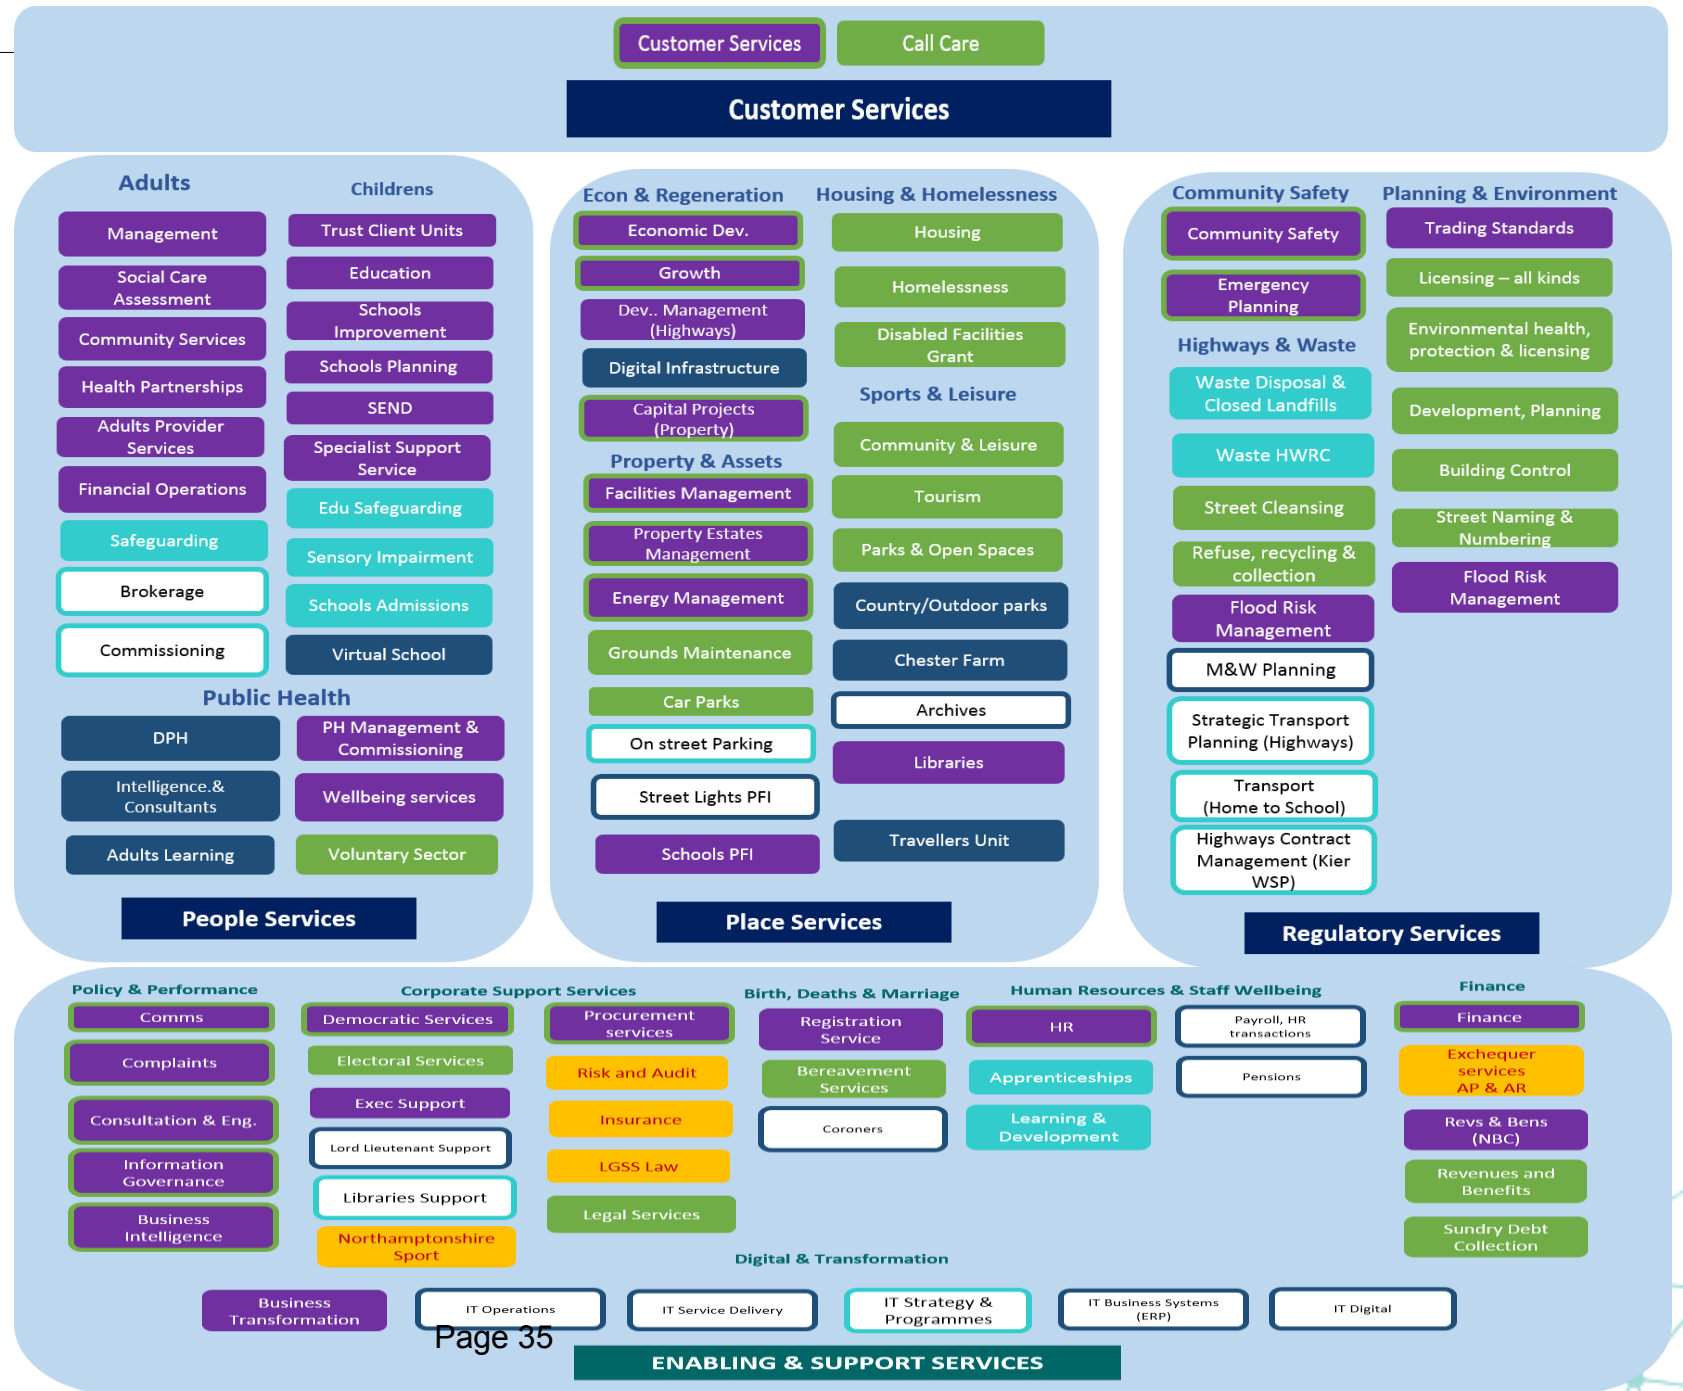 Customer Services
Call Care
Customer Services
Adults
Management
Social Care
Assessment
Community Services
Health Partnerships
Adults Provider
Services
Financial Operations
Safeguarding
Brokerage
Commissioning
Childrens
Trust Client Units
Education
Schools
Improvement
Schools Planning
SEND
Specialist Support
Service
Edu Safeguarding
Sensory Impairment
Schools Admissions
Virtual School
Public Health
DPH
Intelligence.&
Consultants
Adults Learning
PH Management &
Commissioning
Wellbeing services
Voluntary Sector
People Services
Econ & Regeneration
Economic Dev.
Growth
Dev.. Management
(Highways)
Digital Infrastructure
Capital Projects
(Property)
Property & Assets
Facilities Management
Property Estates
Management
Energy Management
Grounds Maintenance
Car Parks
On street Parking
Street Lights PFI
Schools PFI
Housing & Homelessness
Housing
Homelessness
Disabled Facilities
Grant
Sports & Leisure
Community & Leisure
Tourism
Parks & Open Spaces
Country/Outdoor parks
Chester Farm
Archives
Libraries
Travellers Unit
Place Services
Community Safety
Community Safety
Emergency
Planning
Highways & Waste
Waste Disposal &
Closed Landfills
Waste HWRC
Street Cleansing
Refuse, recycling &
collection
Flood Risk
Management
M&W Planning
Strategic Transport
Planning (Highways)
Transport
(Home to School)
Highways Contract
Management (Kier
WSP)
Planning & Environment
Trading Standards
Licensing – all kinds
Environmental health,
protection & licensing
Development, Planning
Building Control
Street Naming &
Numbering
Flood Risk
Management
Regulatory Services
Policy & Performance
Comms
Complaints
Consultation & Eng.
Information
Governance
Business
Intelligence
Corporate Support Services
Democratic Services
Electoral Services
Exec Support
Lord Lieutenant Support
Libraries Support
Northamptonshire
Sport
Procurement
services
Risk and Audit
Insurance
LGSS Law
Legal Services
Birth, Deaths & Marriage
Registration
Service
Bereavement
Services
Coroners
Human Resources & Staff Wellbeing
HR
Apprenticeships
Learning &
Development
Payroll, HR
transactions
Pensions
Finance
Finance
Exchequer
services
AP & AR
Revs & Bens
(NBC)
Revenues and
Benefits
Sundry Debt
Collection
Digital & Transformation
Business
Transformation
IT Operations
IT Service Delivery
IT Strategy &
Programmes
IT Business Systems
(ERP)
IT Digital
Page 35
ENABLING & SUPPORT SERVICES